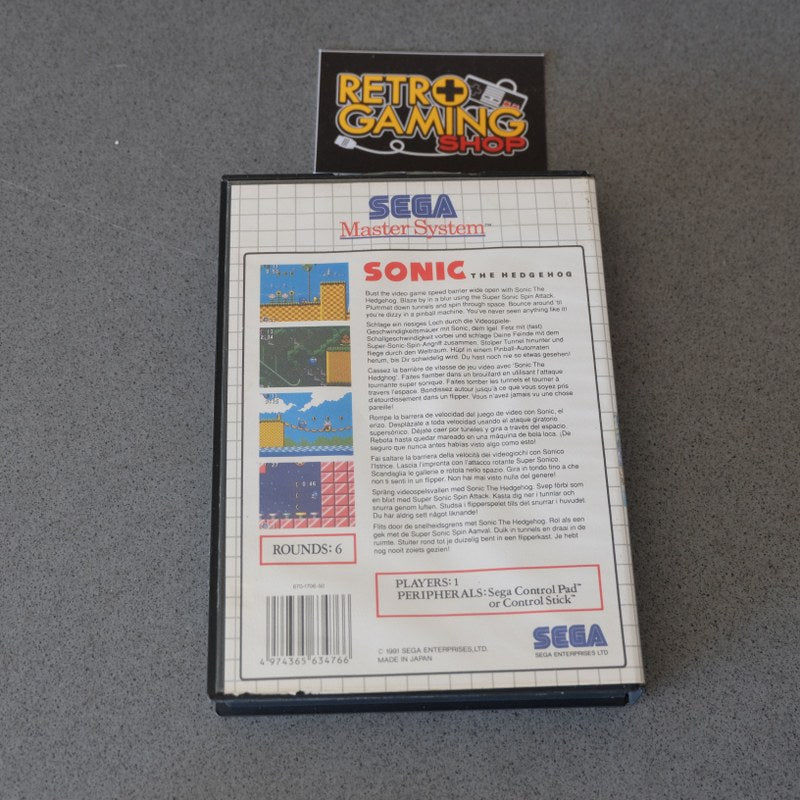 RETRO
GAMING
SHOP
SEGA
Master System™
SONIC THE HEDGEHOG
Bust the video game speed barrier wide open with Sonic The
Hedgehog. Blaze by in a blur using the Super Sonic Spin Attack.
Plummet down tunnels and spin through space. Bounce around 'til
you're dizzy in a pinball machine. You've never seen anything like it!
Schlage ein riesiges Loch durch die Videospiele-
Geschwindigkeitsmauer mit Sonic, dem Igel. Fetz mit (fast)
Schallgeschwindigkeit vorbei und schlage Deine Feinde mit dem
Super-Sonic-Spin Angriff zusammen. Stolper Tunnel hinunter und
fliege durch den Weltraum. Hüpf in einem Pinball-Automaten
herum, bis Dir schwindelig wird. Du hast noch nie so etwas gesehen!
Cassez la barrière de vitesse de jeu video avec 'Sonic The
Hedghog'. Faites flamber dans un brouillard en utilisant l'attaque
tournante super sonique. Faites tomber les tunnels et tourner à
travers l'espace. Bondissez autour jusqu'à ce que vous soyez pris
d'etourdissement dans un flipper. Vous n'avez jamais vu une chose
pareille!
Rompe la barrera de velocidad del juego de video con Sonic, el
erizo. Desplázate a toda velocidad usando el ataque giratorio
supersónico. Déjate caer por túneles y gira a través del espacio.
Rebota hasta quedar mareado en una máquina de bola loca. ¡De
seguro que nunca antes habías visto algo como esto!
Fai saltare la barriera della velocità dei videogiochi con Sonico
l'Istrice. Lascia l'impronta con l'attacco rotante Super Sonico.
Scandaglia le gallerie e rotola nello spazio. Gira in tondo fino a che
non ti senti in un flipper. Non hai mai visto nulla del genere!
Spräng videospelsvallen med Sonic The Hedgehog. Svep förbi som
en blixt med Super Sonic Spin Attack. Kasta dig ner i tunnlar och
snurra genom luften. Studsa i flipperspelet tills det snurrar i huvudet.
Du har aldrig sett något liknande!
Flits door de snelheidsgrens met Sonic The Hedgehog. Rol als een
gek met de Super Sonic Spin Aanval. Duik in tunnels en draai in de
ruimte. Stuiter rond tot je duizelig bent in een flipperkast. Je hebt
nog nooit zoiets gezien!
ROUNDS: 6
PLAYERS: 1
PERIPHERALS: Sega Control Pad™
or Control Stick™
4 974365 634766
© 1991 SEGA ENTERPRISES, LTD.
MADE IN JAPAN
SEGA
SEGA ENTERPRISES LTD